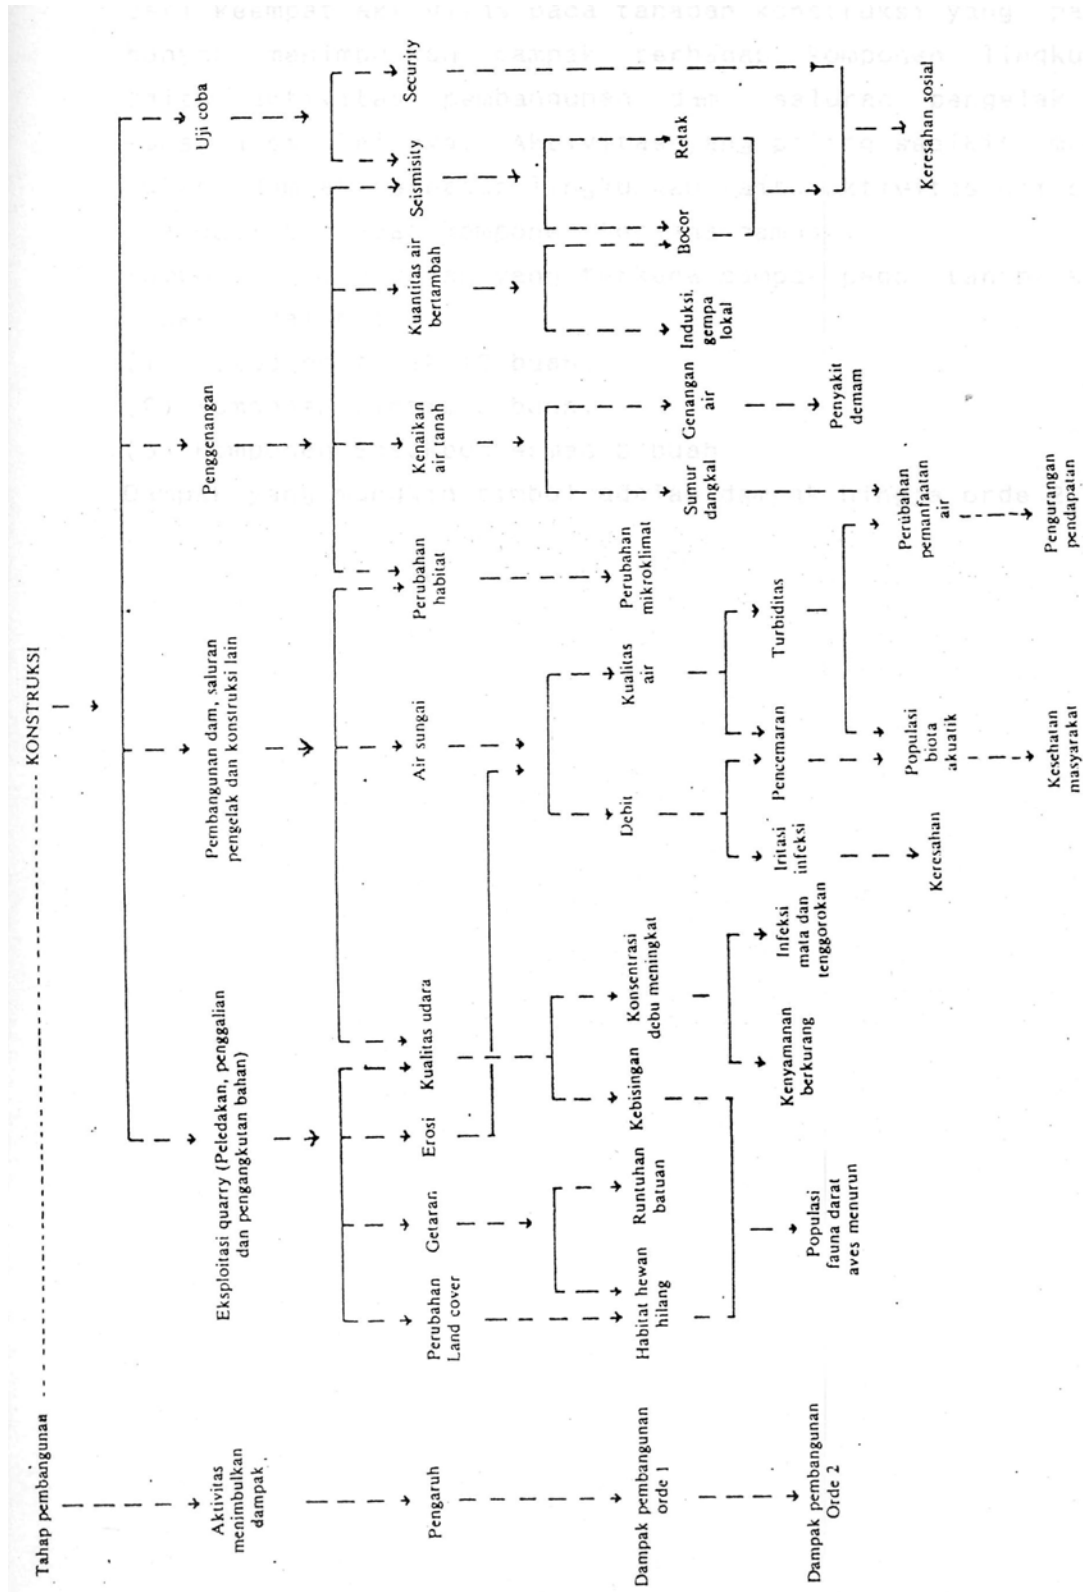 Tahap pembangunan
KONSTRUKSI
Aktivitas
menimbulkan
dampak
Eksploitasi quarry (Peledakan, penggalian
dan pengangkutan bahan)
Pembangunan dam, saluran
pengelak dan konstruksi lain
Penggenangan
Uji coba
Pengaruh
Perubahan
Land cover
Getaran
Erosi
Kualitas udara
Air sungai
Perubahan
habitat
Kenaikan
air tanah
Kuantitas air
bertambah
Seismisity
Security
Dampak pembangunan
orde 1
Habitat hewan
hilang
Runtuhan
batuan
Kebisingan
Konsentrasi
debu meningkat
Debit
Kualitas
air
Perubahan
mikroklimat
Sumur
dangkal
Genangan
air
Induksi
gempa
lokal
Bocor
Retak
Dampak pembangunan
Orde 2
Populasi
fauna darat
aves menurun
Kenyamanan
berkurang
Infeksi
mata dan
tenggorokan
Iritasi
infeksi
Pencemaran
Turbiditas
Penyakit
demam
Keresahan
Populasi
biota
akuatik
Perubahan
pemanfaatan
air
Keresahan sosial
Kesehatan
masyarakat
Pengurangan
pendapatan